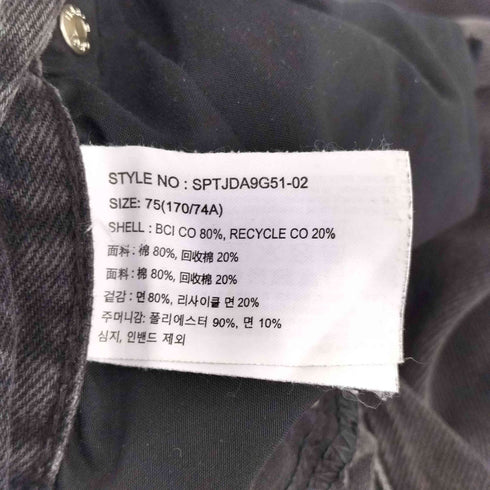 STYLE NO : SPTJDA9G51-02
SIZE: 75(170/74A)
SHELL : BCI CO 80%, RECYCLE CO 20%
面料 : 棉 80%, 回收棉 20%
面料 : 棉 80%, 回收棉 20%
겉감 : 면 80%, 리사이클 면 20%
주머니감: 폴리에스터 90%, 면 10%
심지, 인밴드 제외